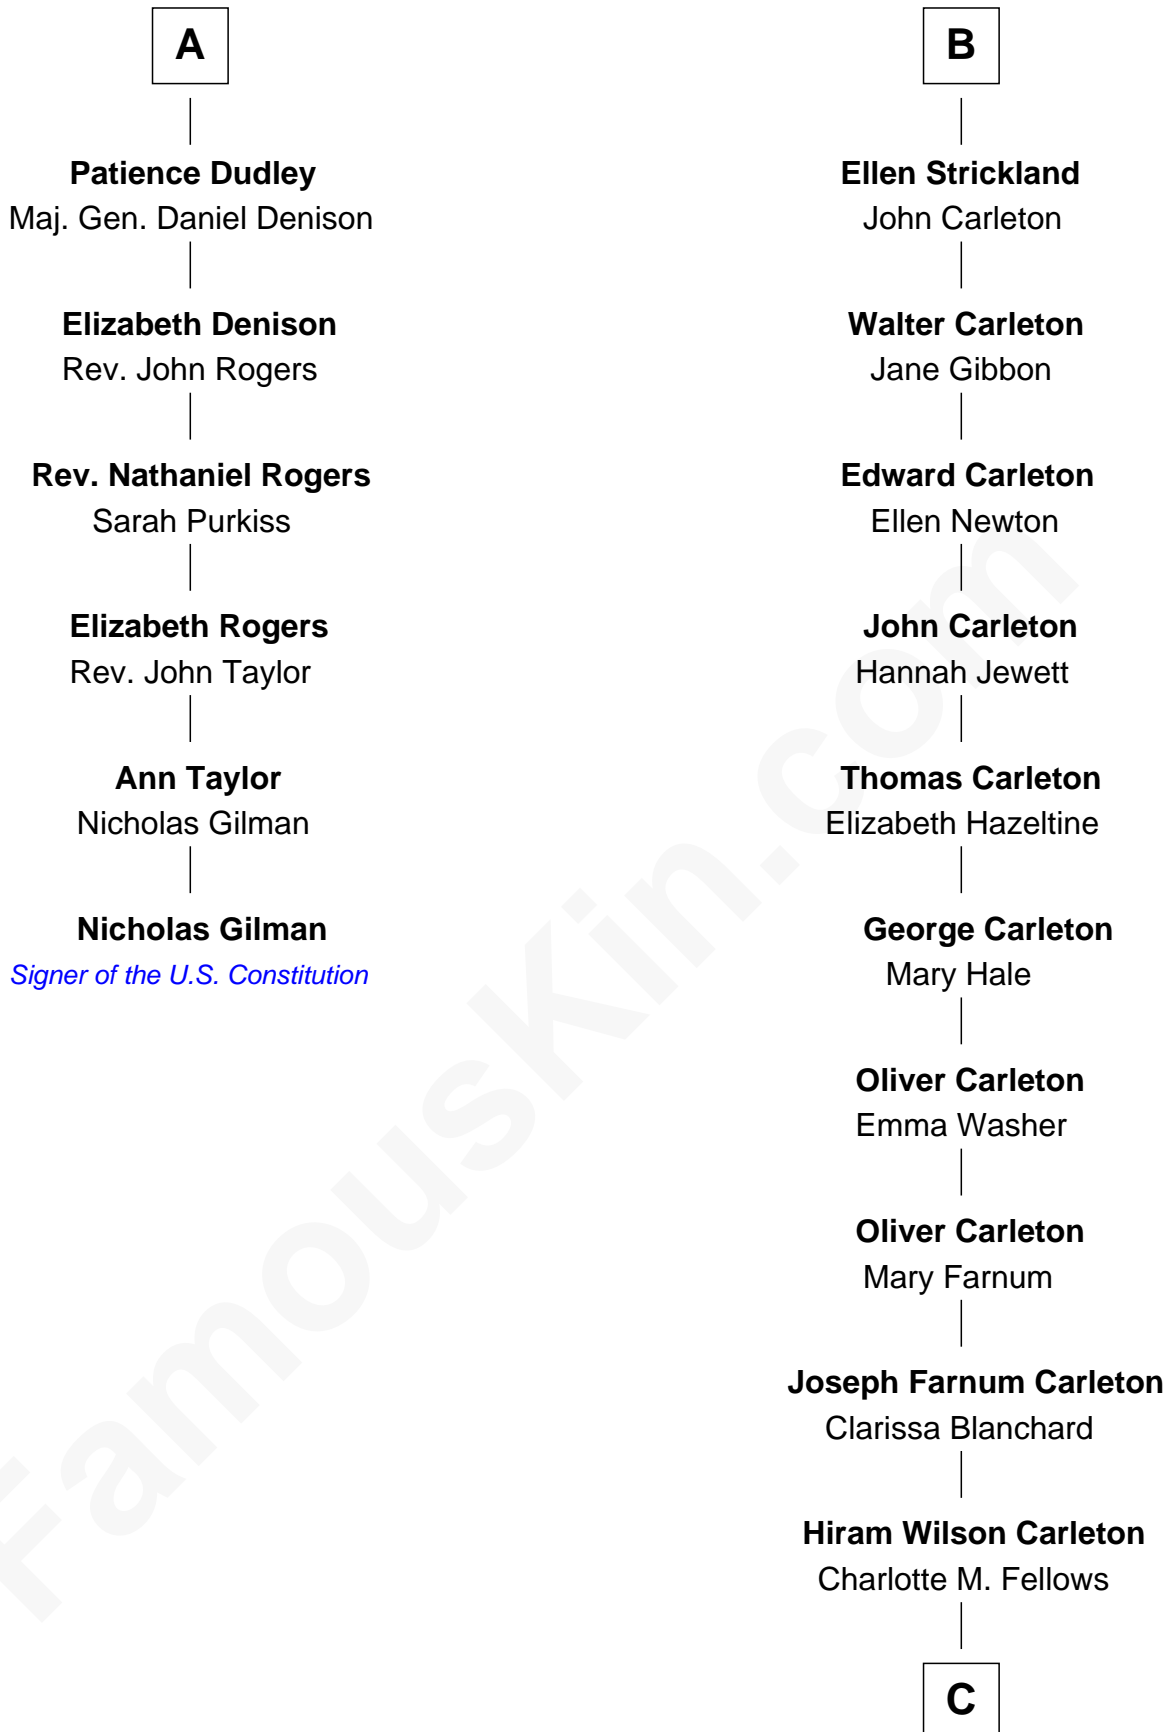 A
Patience Dudley
Maj. Gen. Daniel Denison
Elizabeth Denison
Rev. John Rogers
Rev. Nathaniel Rogers
Sarah Purkiss
Elizabeth Rogers
Rev. John Taylor
Ann Taylor
Nicholas Gilman
Nicholas Gilman
Signer of the U.S. Constitution
B
Ellen Strickland
John Carleton
Walter Carleton
Jane Gibbon
Edward Carleton
Ellen Newton
John Carleton
Hannah Jewett
Thomas Carleton
Elizabeth Hazeltine
George Carleton
Mary Hale
Oliver Carleton
Emma Washer
Oliver Carleton
Mary Farnum
Joseph Farnum Carleton
Clarissa Blanchard
Hiram Wilson Carleton
Charlotte M. Fellows
C
FamousKin.com